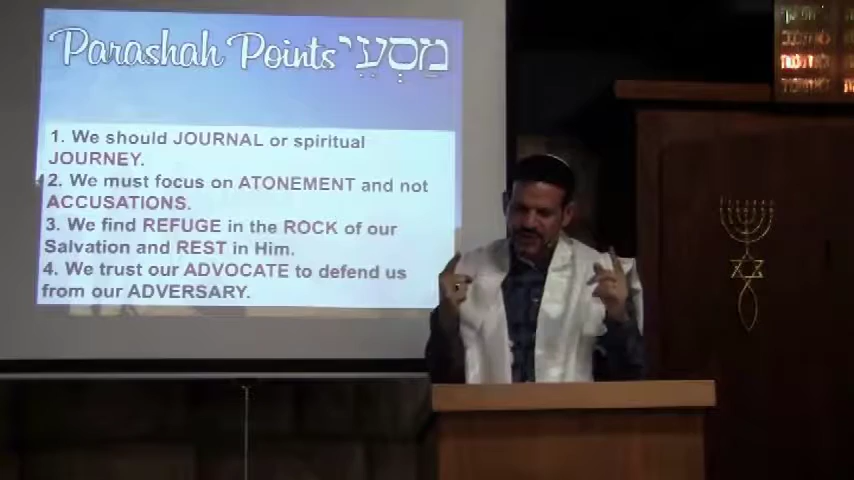 Parashah Points מַסְעֵי
1. We should JOURNAL or spiritual
JOURNEY.
2. We must focus on ATONEMENT and not
ACCUSATIONS.
3. We find REFUGE in the ROCK of our
Salvation and REST in Him.
4. We trust our ADVOCATE to defend us
from our ADVERSARY.